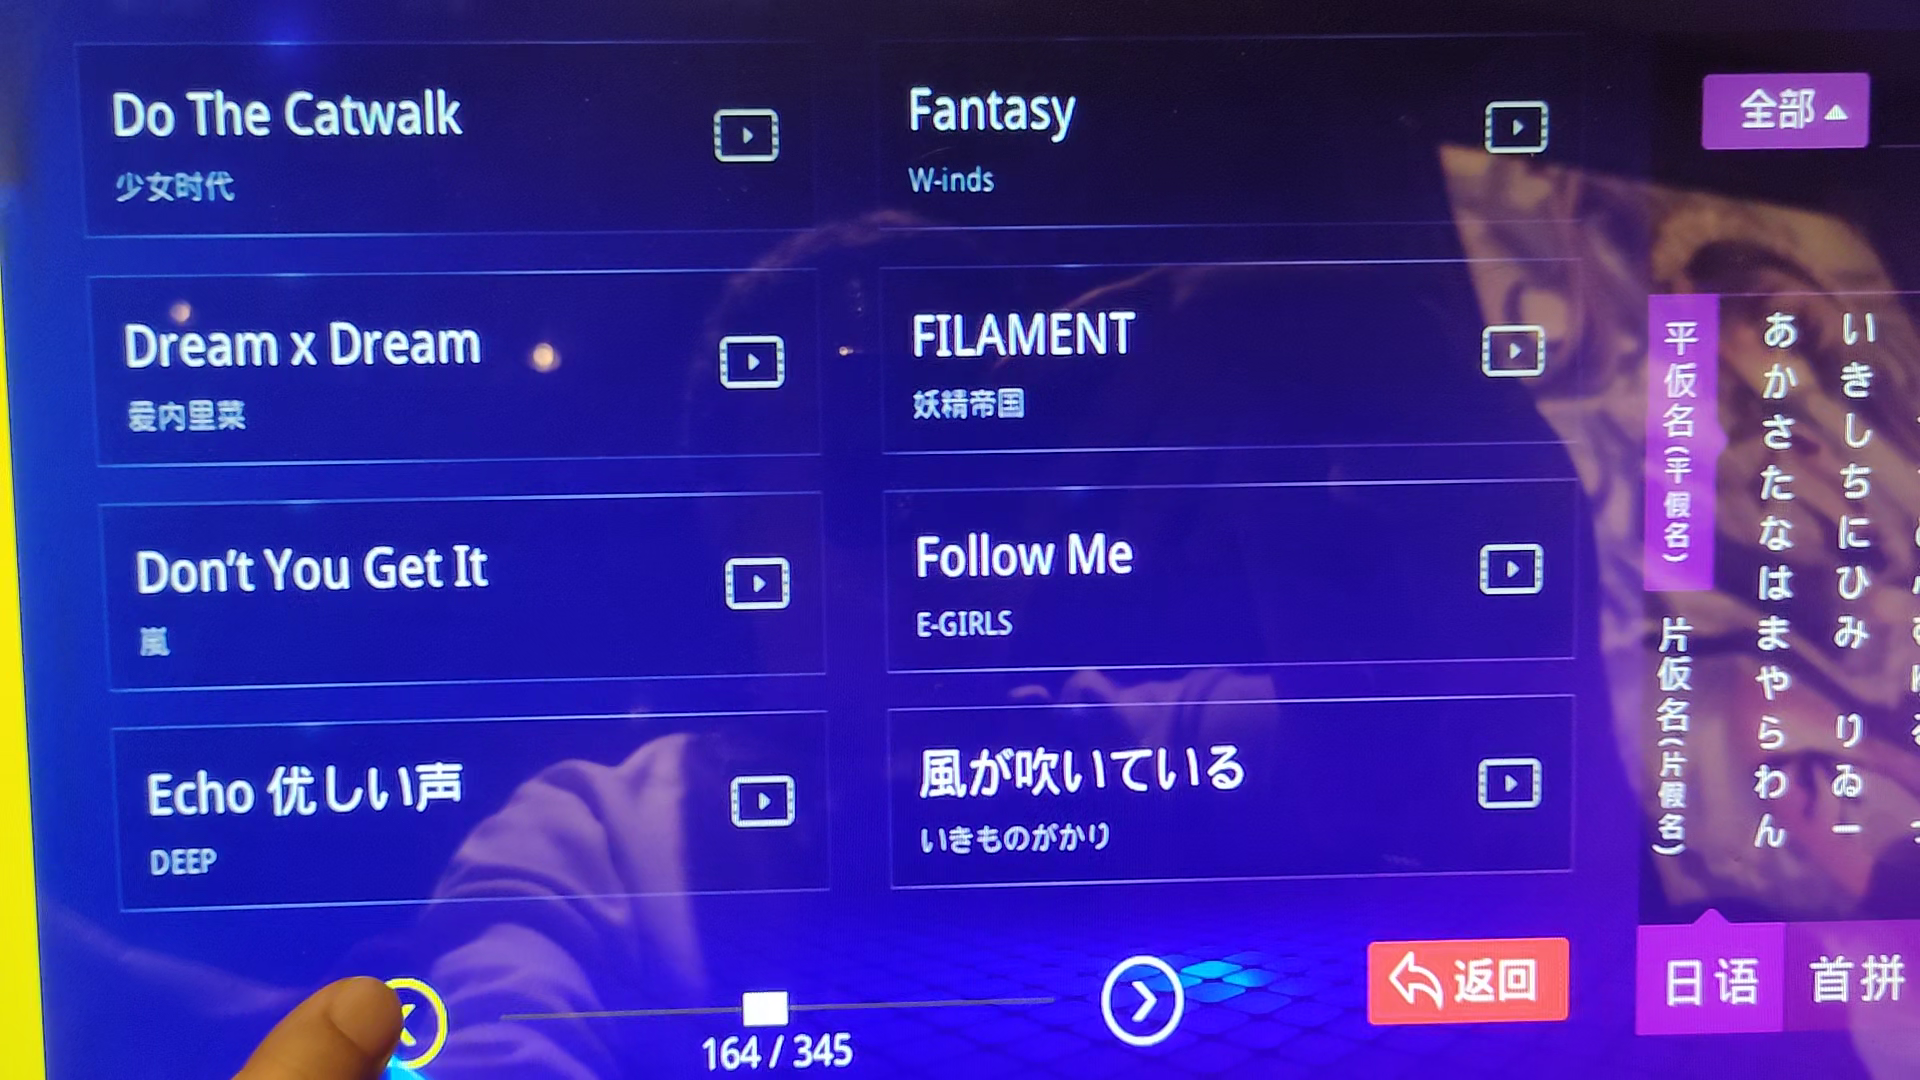 Do The Catwalk
少女时代
Fantasy
W-inds
Dream x Dream
爱内里菜
FILAMENT
妖精帝国
Don't You Get It
嵐
Follow Me
E-GIRLS
Echo 优しい声
DEEP
風が吹いている
いきものがかり
164 / 345
返回
全部
平仮名(平假名)
片仮名(片假名)
あかさたなはまやらわん
いきしちにひみ りゐー
日语
首拼